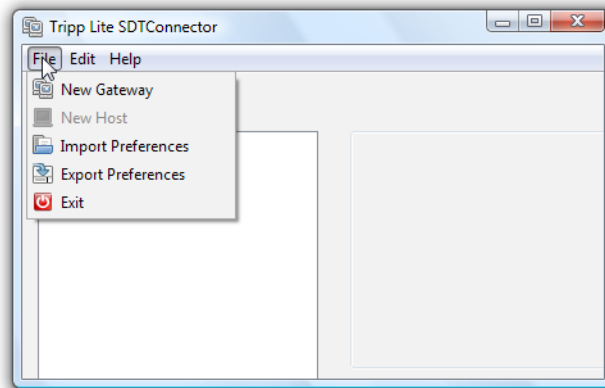 Tripp Lite SDTConnector
File Edit Help
New Gateway
New Host
Import Preferences
Export Preferences
Exit